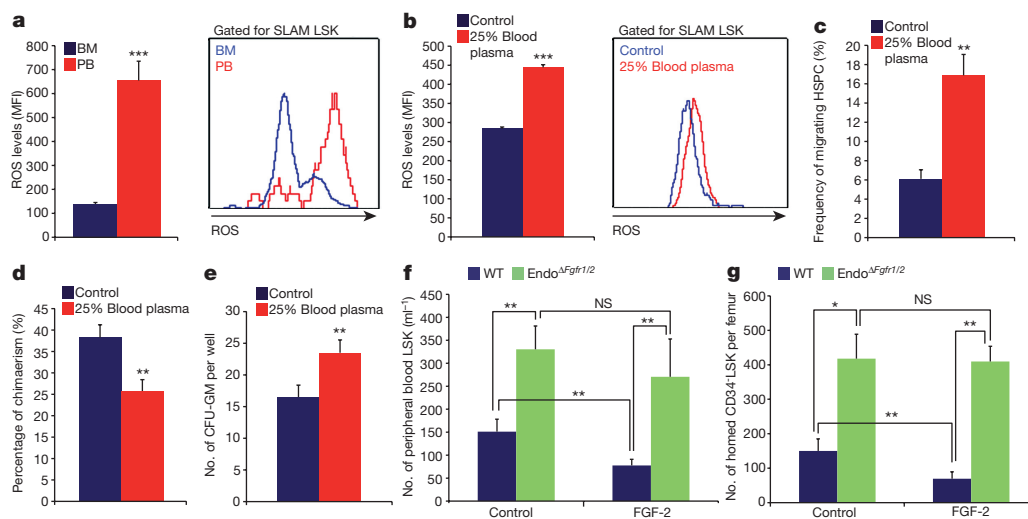 a
BM
PB
ROS levels (MFI)
800
700
600
500
400
300
200
100
0
***
Gated for SLAM LSK
BM
PB
ROS
b
Control
25% Blood
plasma
ROS levels (MFI)
500
450
400
350
300
250
200
150
100
50
0
***
Gated for SLAM LSK
Control
25% Blood plasma
ROS
c
Control
25% Blood
plasma
Frequency of migrating HSPC (%)
20
18
16
14
12
10
8
6
4
2
0
**
d
Control
25% Blood plasma
Percentage of chimaerism (%)
45
40
35
30
25
20
15
10
5
0
**
e
Control
25% Blood plasma
No. of CFU-GM per well
30
25
20
15
10
5
0
**
f
WT
Endo^ΔFgfr1/2
No. of peripheral blood LSK (ml⁻¹)
450
400
350
300
250
200
150
100
50
0
**
NS
**
**
Control
FGF-2
g
WT
Endo^ΔFgfr1/2
No. of homed CD34⁻LSK per femur
600
500
400
300
200
100
0
*
NS
**
**
Control
FGF-2